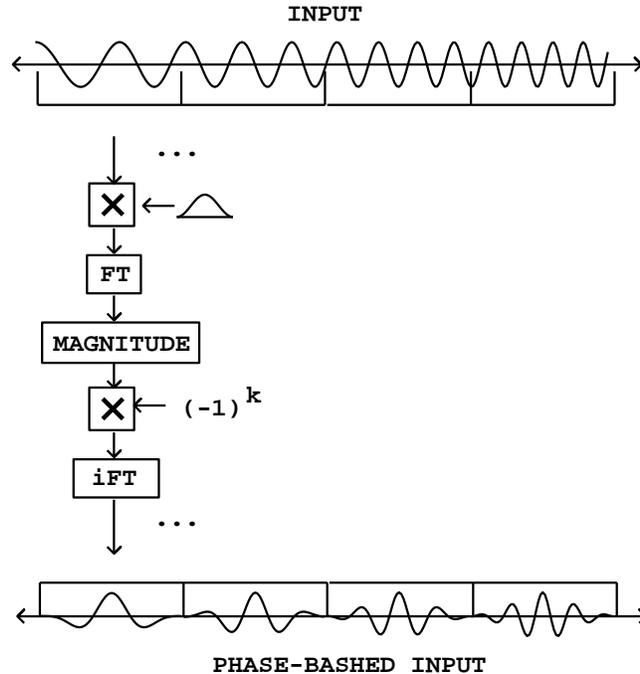 INPUT
...
FT
MAGNITUDE
(-1)^k
iFT
...
PHASE-BASHED INPUT